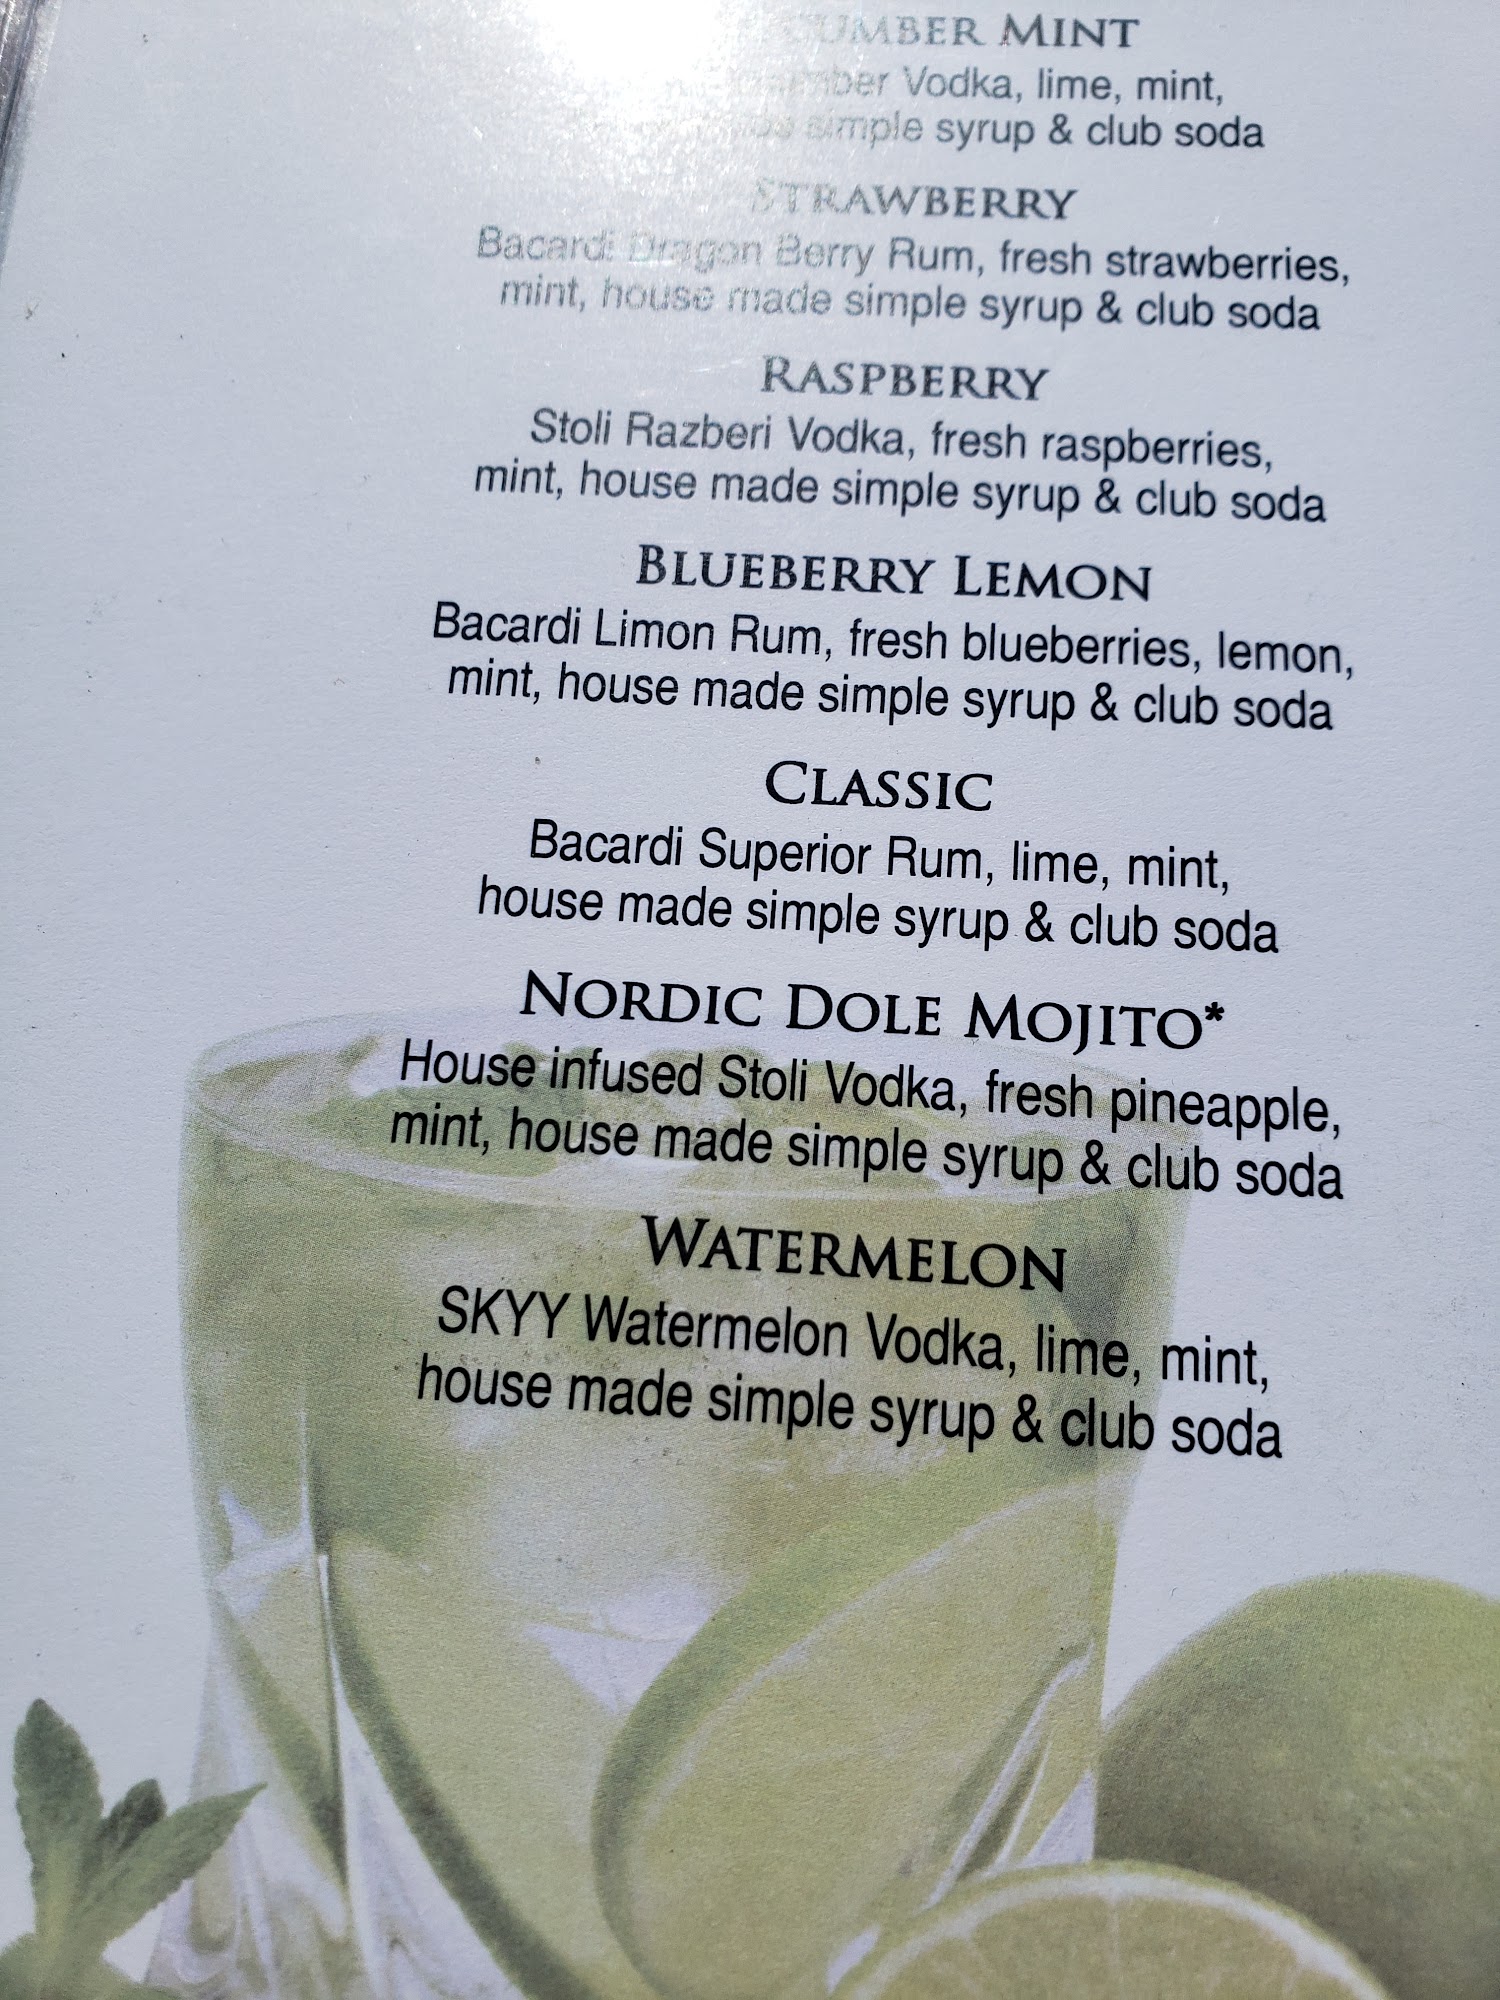 CUMBER MINT
mber Vodka, lime, mint,
simple syrup & club soda
STRAWBERRY
Bacardi Dragon Berry Rum, fresh strawberries,
mint, house made simple syrup & club soda
RASPBERRY
Stoli Razberi Vodka, fresh raspberries,
mint, house made simple syrup & club soda
BLUEBERRY LEMON
Bacardi Limon Rum, fresh blueberries, lemon,
mint, house made simple syrup & club soda
CLASSIC
Bacardi Superior Rum, lime, mint,
house made simple syrup & club soda
NORDIC DOLE MOJITO*
House infused Stoli Vodka, fresh pineapple,
mint, house made simple syrup & club soda
WATERMELON
SKYY Watermelon Vodka, lime, mint,
house made simple syrup & club soda